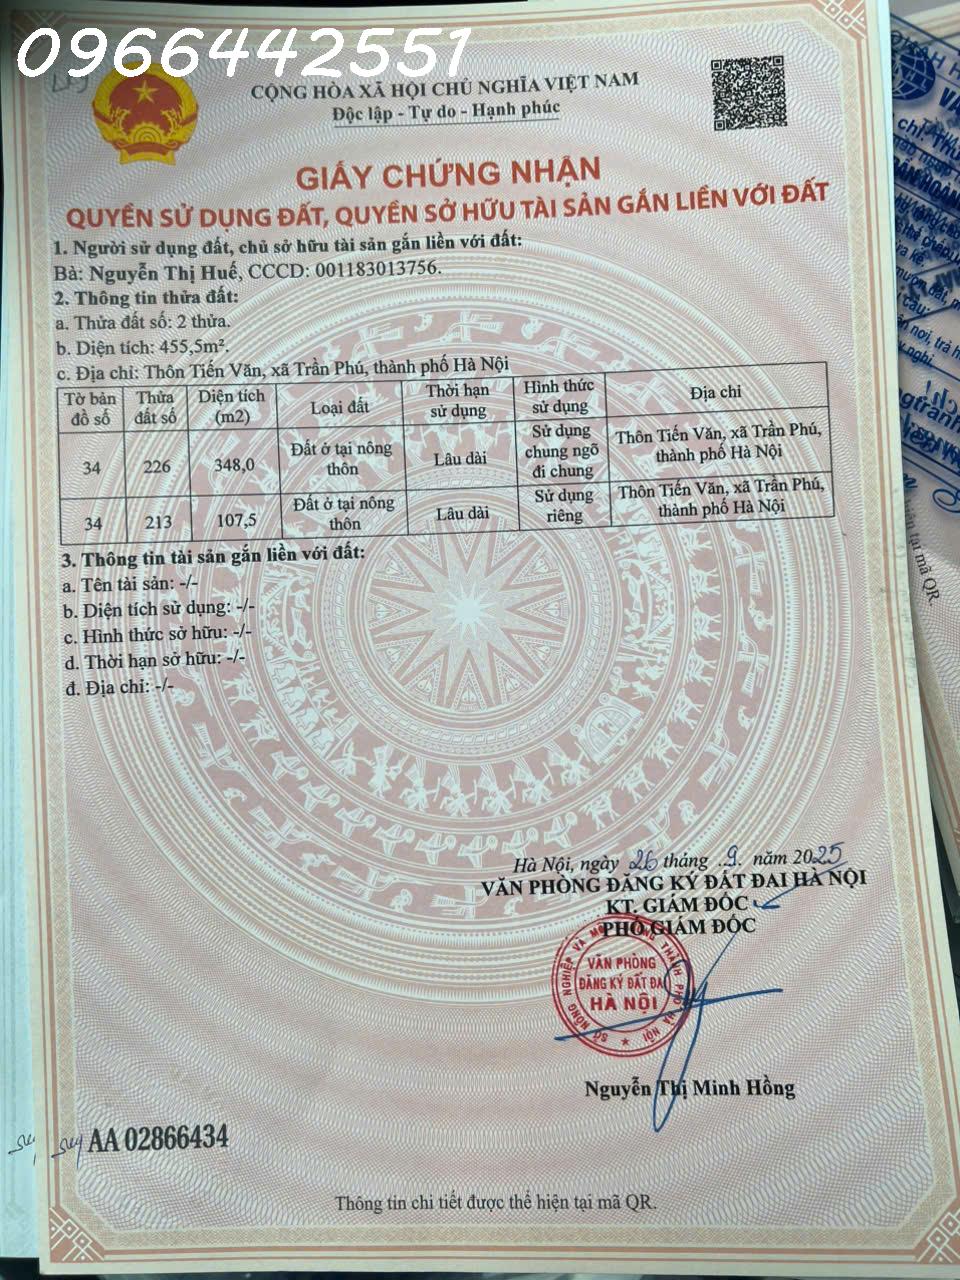 0966442551
CỘNG HÒA XÃ HỘI CHỦ NGHĨA VIỆT NAM
Độc lập - Tự do - Hạnh phúc
GIẤY CHỨNG NHẬN
QUYỀN SỬ DỤNG ĐẤT, QUYỀN SỞ HỮU TÀI SẢN GẮN LIỀN VỚI ĐẤT
1. Người sử dụng đất, chủ sở hữu tài sản gắn liền với đất:
Bà: Nguyễn Thị Huế, CCCD: 001183013756.
2. Thông tin thửa đất:
a. Thửa đất số: 2 thửa.
b. Diện tích: 455,5m².
c. Địa chỉ: Thôn Tiến Văn, xã Trần Phú, thành phố Hà Nội
Tờ bản đồ số Thửa đất số Diện tích (m2) Loại đất Thời hạn sử dụng Hình thức sử dụng Địa chỉ
34 226 348,0 Đất ở tại nông thôn Lâu dài Sử dụng chung ngõ đi chung Thôn Tiến Văn, xã Trần Phú, thành phố Hà Nội
34 213 107,5 Đất ở tại nông thôn Lâu dài Sử dụng riêng Thôn Tiến Văn, xã Trần Phú, thành phố Hà Nội
3. Thông tin tài sản gắn liền với đất:
a. Tên tài sản: -/-
b. Diện tích sử dụng: -/-
c. Hình thức sở hữu: -/-
d. Thời hạn sở hữu: -/-
đ. Địa chỉ: -/-
Hà Nội, ngày 26 tháng .9. năm 2025
VĂN PHÒNG ĐĂNG KÝ ĐẤT ĐAI HÀ NỘI
KT. GIÁM ĐỐC
PHÓ GIÁM ĐỐC
VĂN PHÒNG
ĐĂNG KÝ ĐẤT ĐAI
HÀ NỘI
Nguyễn Thị Minh Hồng
AA 02866434
Thông tin chi tiết được thể hiện tại mã QR.
tại mã QR.